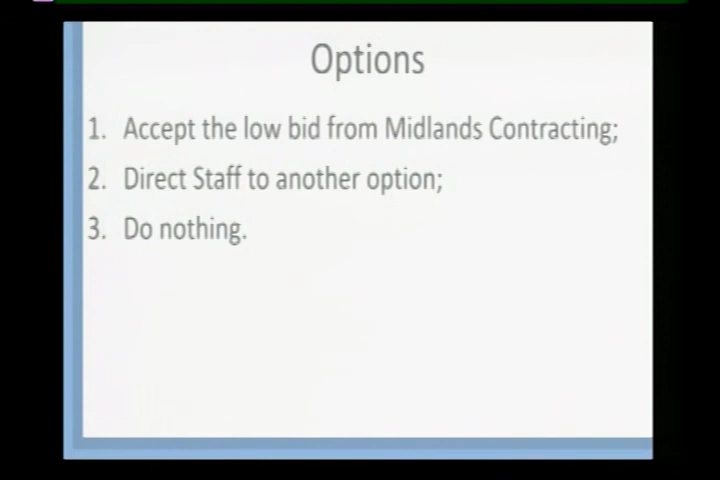 Options
1. Accept the low bid from Midlands Contracting;
2. Direct Staff to another option;
3. Do nothing.